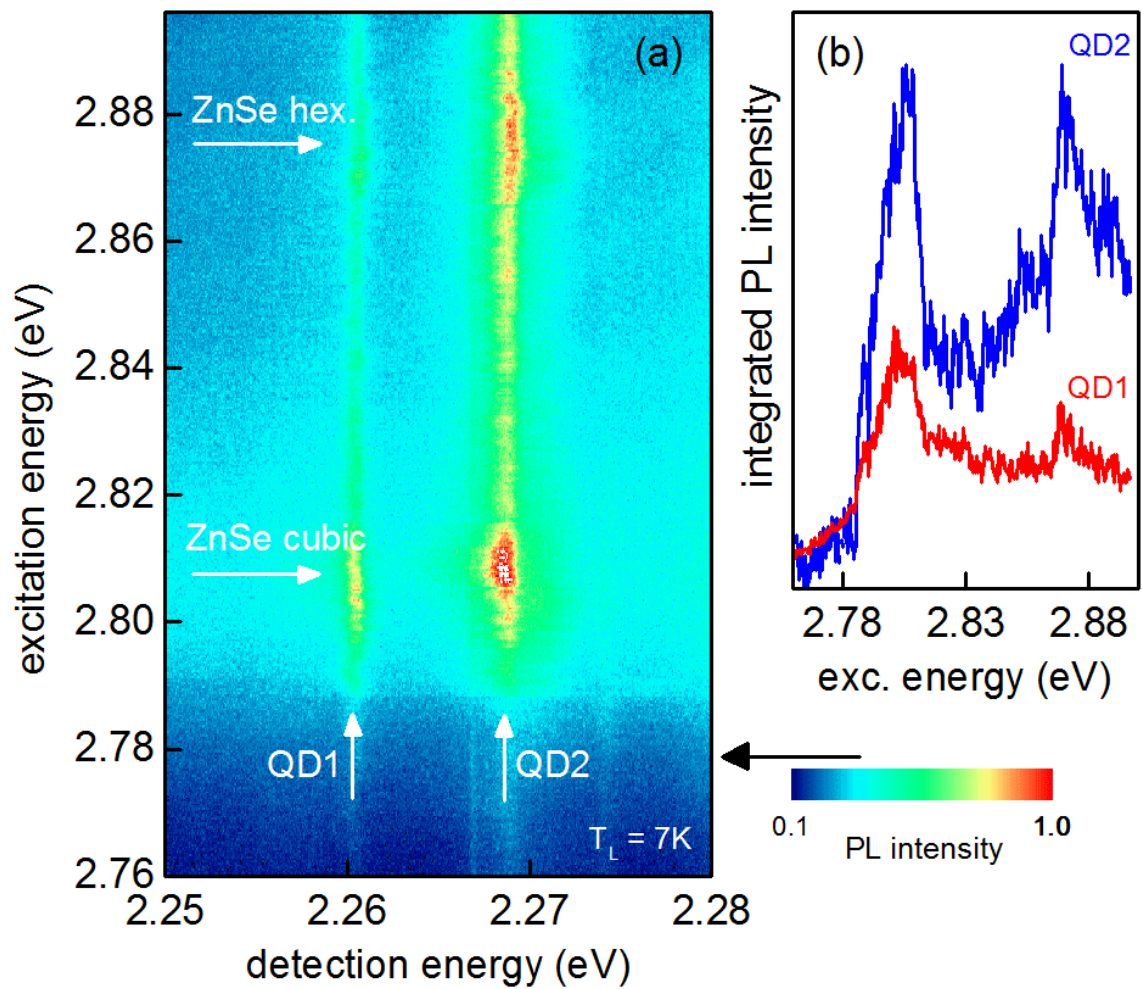 (a)
ZnSe hex.
ZnSe cubic
QD1
QD2
T_L = 7K
2.88
2.86
2.84
2.82
2.80
2.78
2.76
excitation energy (eV)
2.25 2.26 2.27 2.28
detection energy (eV)
(b)
QD2
QD1
integrated PL intensity
2.78 2.83 2.88
exc. energy (eV)
0.1 1.0
PL intensity